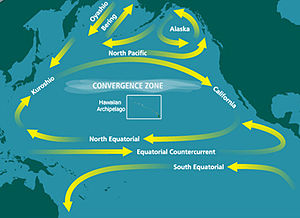 Oyashio
Bering
Alaska
North Pacific
Kuroshio
CONVERGENCE ZONE
California
Hawaiian
Archipelago
North Equatorial
Equatorial Countercurrent
South Equatorial